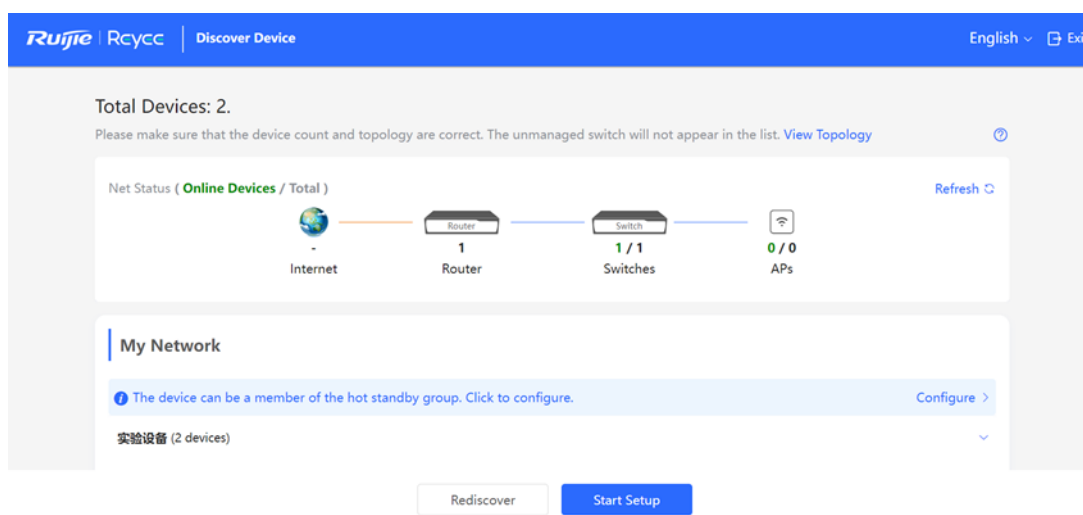 Ruijie | Reyee | Discover Device English Exi
Total Devices: 2.
Please make sure that the device count and topology are correct. The unmanaged switch will not appear in the list. View Topology
Net Status ( Online Devices / Total ) Refresh
Router Switch
- 1 1 / 1 0 / 0
Internet Router Switches APs
My Network
The device can be a member of the hot standby group. Click to configure. Configure >
实验设备 (2 devices)
Rediscover Start Setup